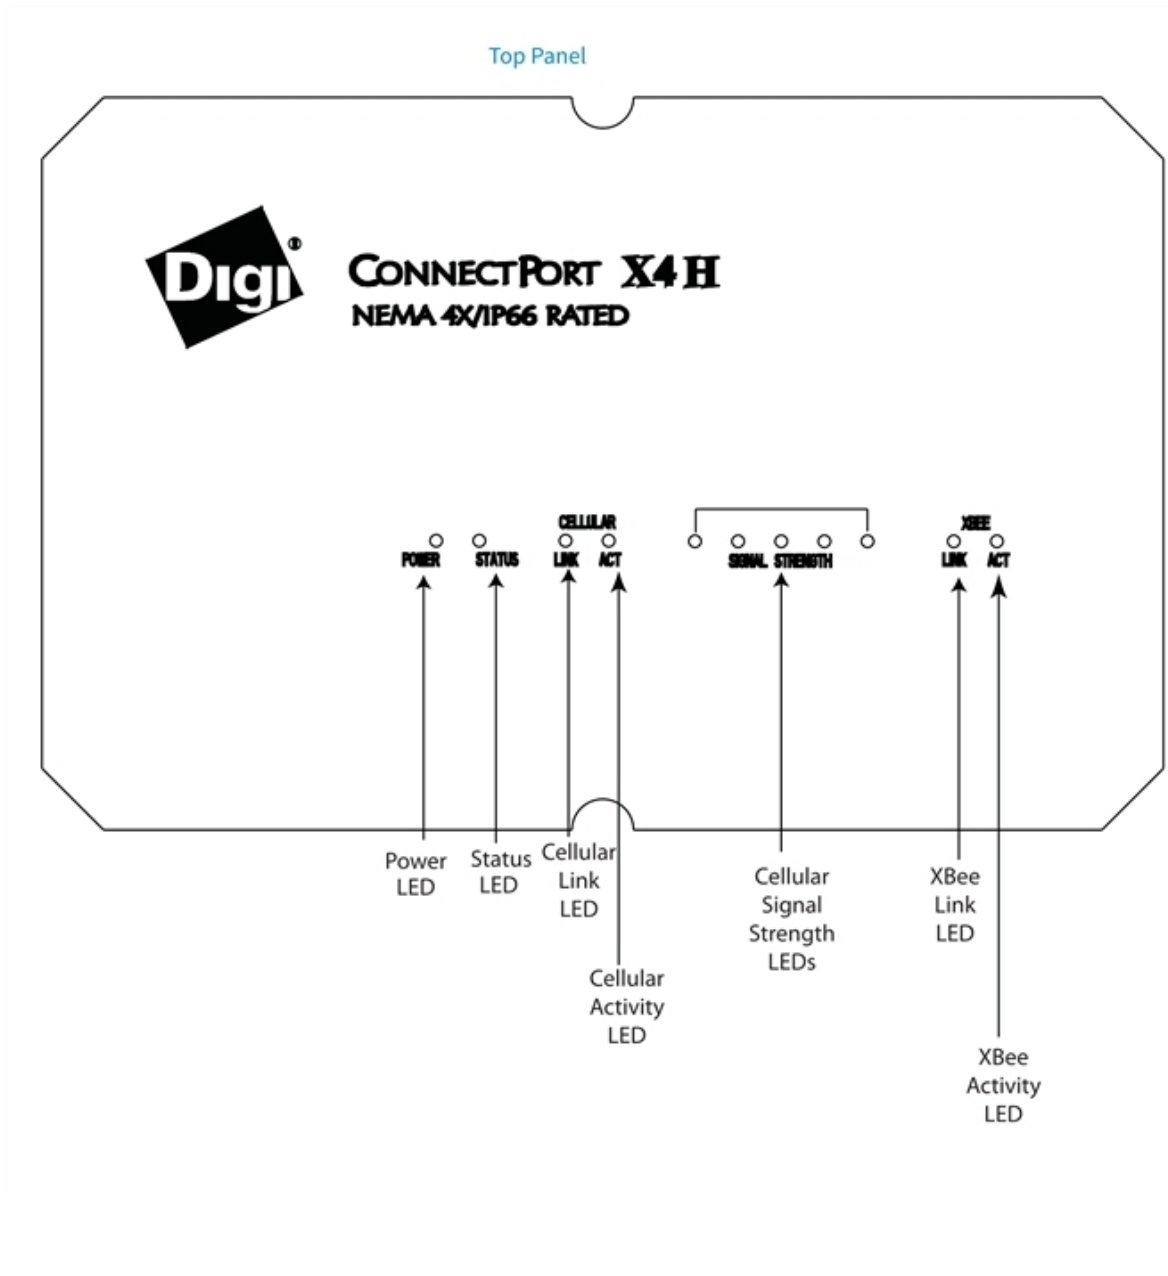 Top Panel
Digi®
CONNECTPORT X4 H
NEMA 4X/IP66 RATED
CELLULAR
XBEE
POWER STATUS LINK ACT SIGNAL STRENGTH LINK ACT
Power
LED
Status
LED
Cellular
Link
LED
Cellular
Activity
LED
Cellular
Signal
Strength
LEDs
XBee
Link
LED
XBee
Activity
LED